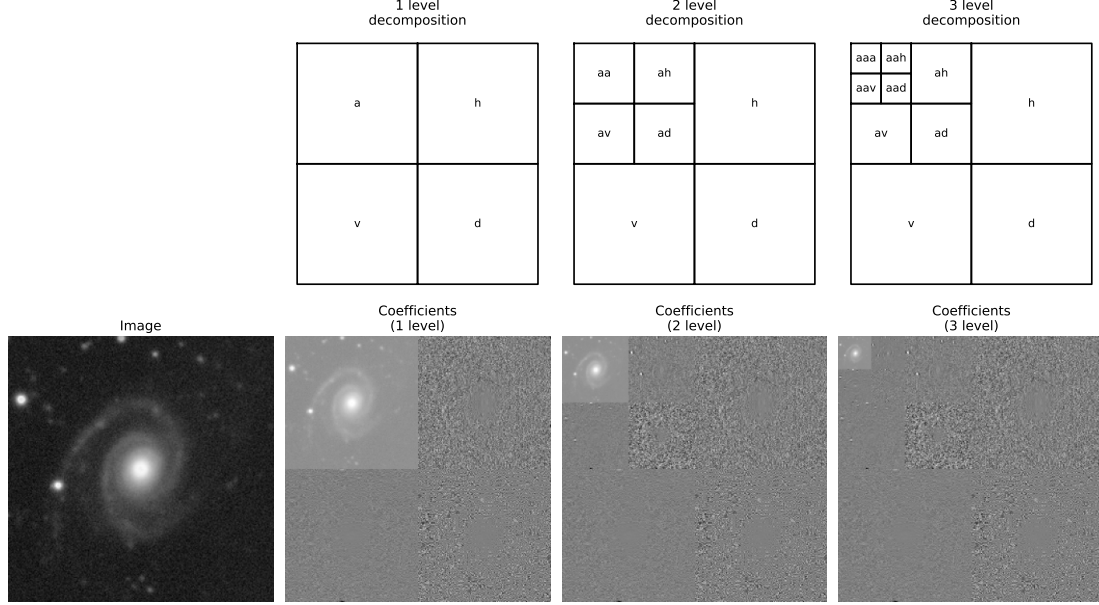 1 level
decomposition
2 level
decomposition
3 level
decomposition
a
h
v
d
aa
ah
av
ad
h
v
d
aaa
aah
aav
aad
ah
av
ad
h
v
d
Image
Coefficients
(1 level)
Coefficients
(2 level)
Coefficients
(3 level)